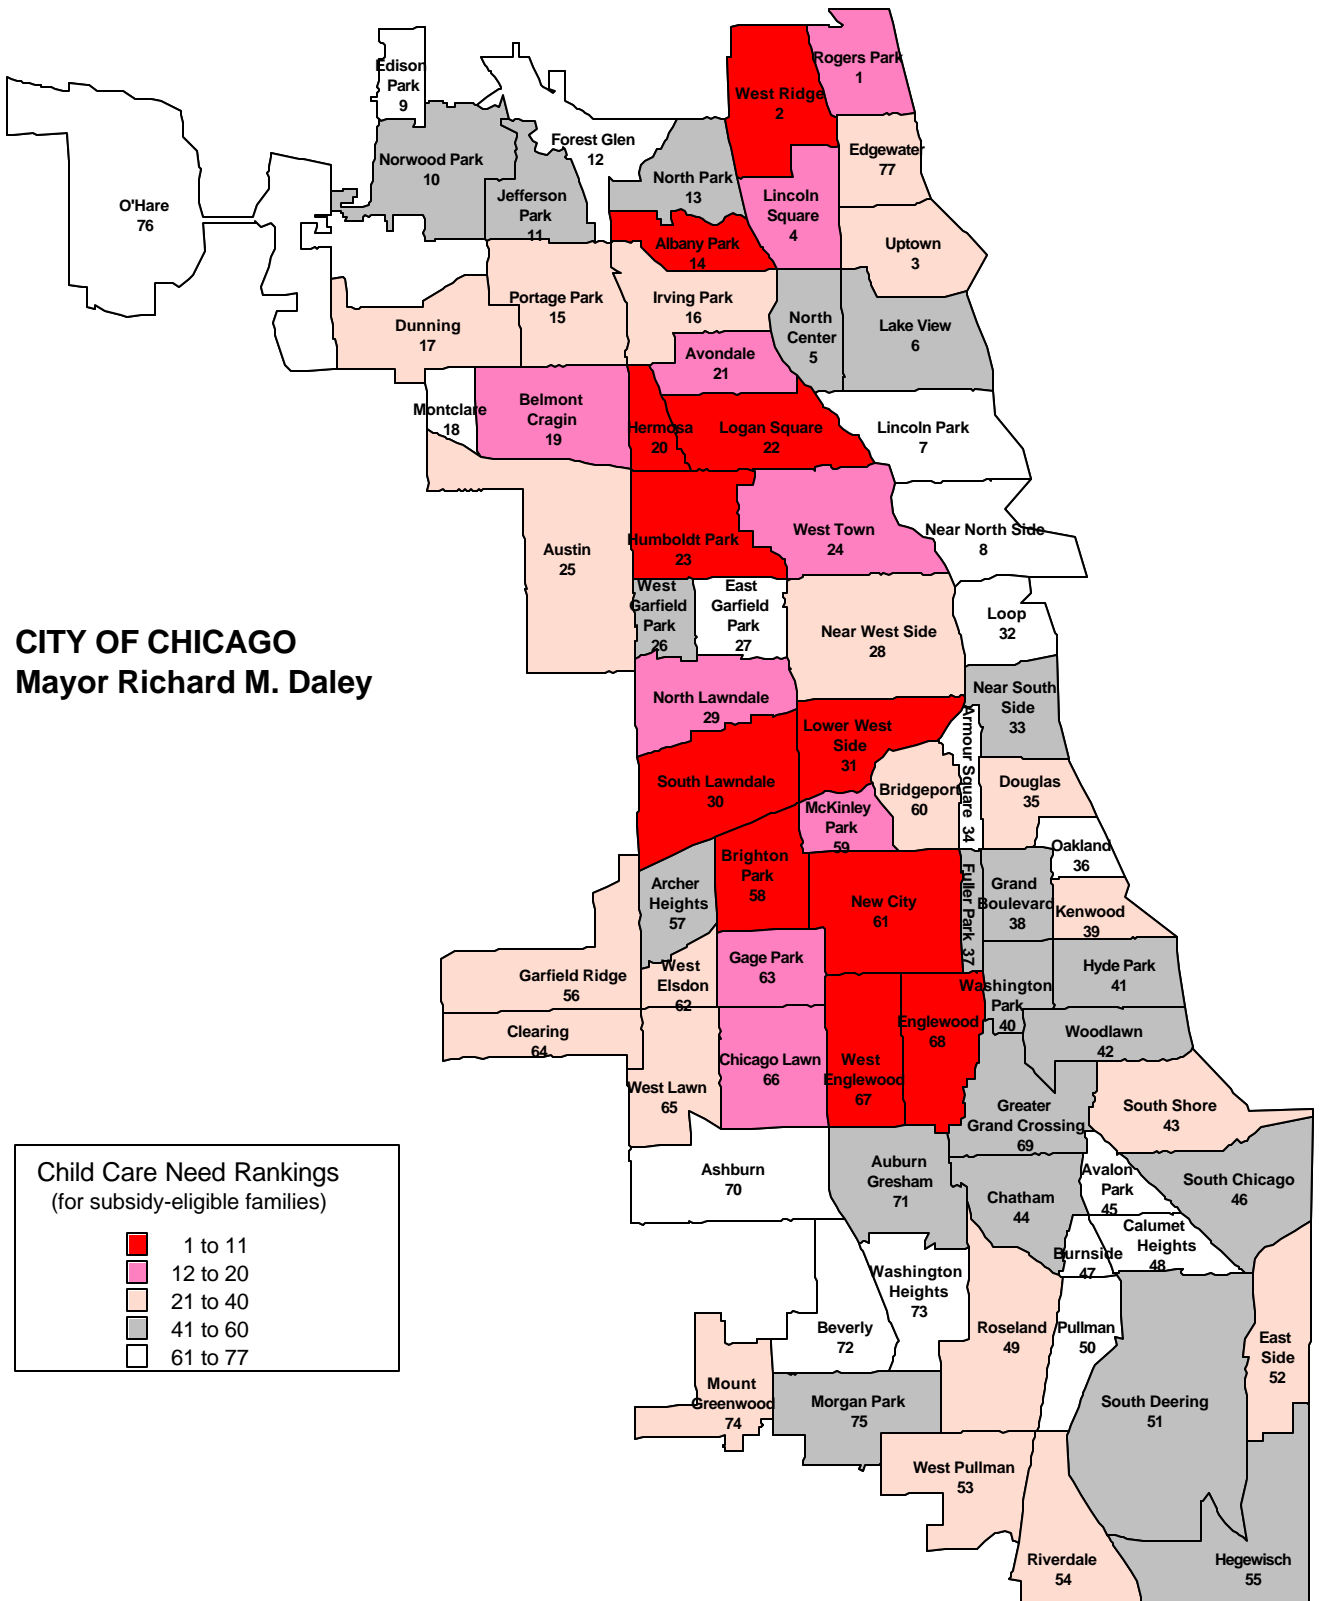 Rogers Park
1
Edison
Park
9
West Ridge
2
Forest Glen
12
Edgewater
77
Norwood Park
10
North Park
13
Jefferson
Park
11
Lincoln
Square
4
O'Hare
76
Albany Park
14
Uptown
3
Portage Park
15
Irving Park
16
Dunning
17
North
Center
5
Lake View
6
Avondale
21
Montclare
18
Belmont
Cragin
19
Hermosa
20
Logan Square
22
Lincoln Park
7
Austin
25
Humboldt Park
23
West Town
24
Near North Side
8
West
Garfield
Park
26
East
Garfield
Park
27
Near West Side
28
Loop
32
CITY OF CHICAGO
Mayor Richard M. Daley
North Lawndale
29
Near South
Side
33
Lower West
Side
31
Armour Square 34
South Lawndale
30
Bridgeport
60
Douglas
35
McKinley
Park
59
Oakland
36
Brighton
Park
58
Archer
Heights
57
New City
61
Fuller Park 37
Grand
Boulevard
38
Kenwood
39
Garfield Ridge
56
West
Elsdon
62
Gage Park
63
Washington
Park
40
Hyde Park
41
Clearing
64
Englewood
68
Woodlawn
42
West Lawn
65
Chicago Lawn
66
West
Englewood
67
Greater
Grand Crossing
69
South Shore
43
Ashburn
70
Auburn
Gresham
71
Chatham
44
Avalon
Park
45
South Chicago
46
Calumet
Heights
48
Burnside
47
Washington
Heights
73
Child Care Need Rankings
(for subsidy-eligible families)
1 to 11
12 to 20
21 to 40
41 to 60
61 to 77
Beverly
72
Roseland
49
Pullman
50
East
Side
52
Mount
Greenwood
74
Morgan Park
75
South Deering
51
West Pullman
53
Riverdale
54
Hegewisch
55